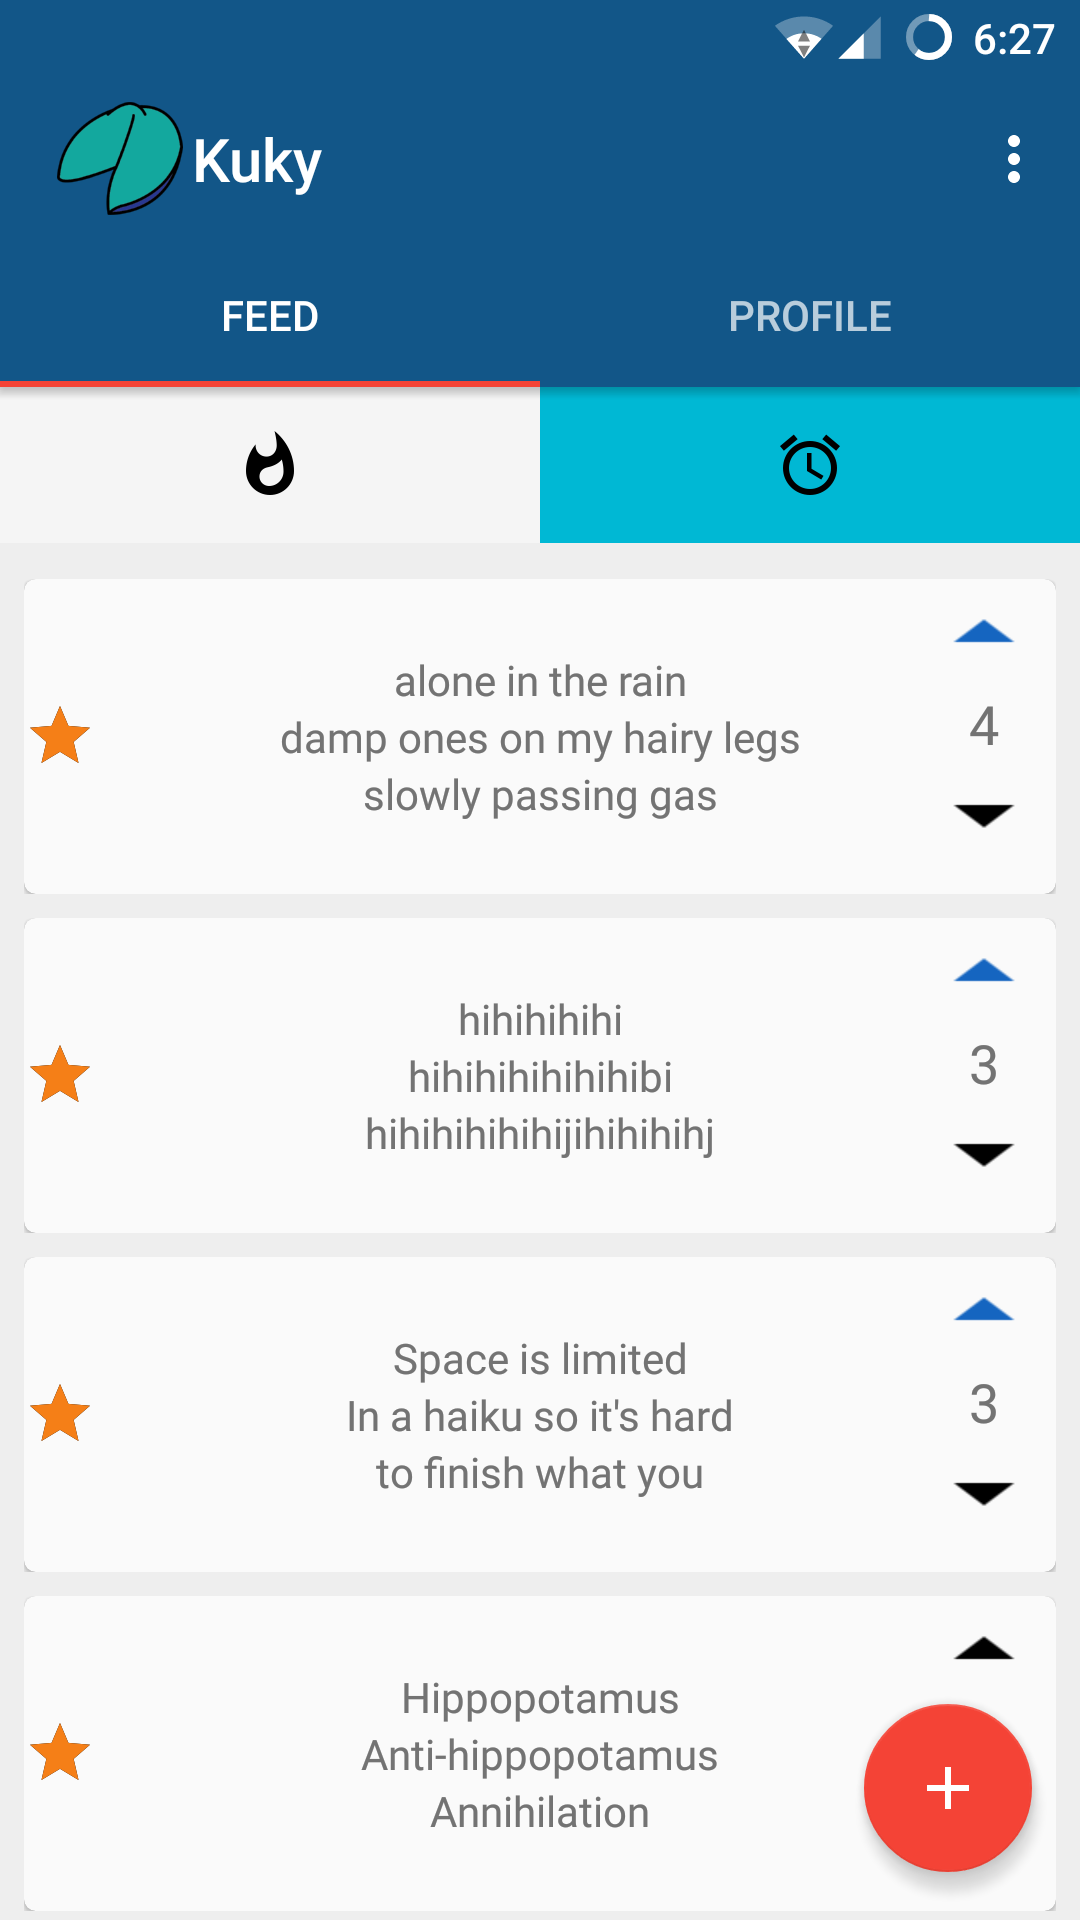 6:27
Kuky
FEED
PROFILE
alone in the rain
damp ones on my hairy legs
slowly passing gas
4
hihihihihi
hihihihihihihibi
hihihihihihijihihihihj
3
Space is limited
In a haiku so it's hard
to finish what you
3
Hippopotamus
Anti-hippopotamus
Annihilation